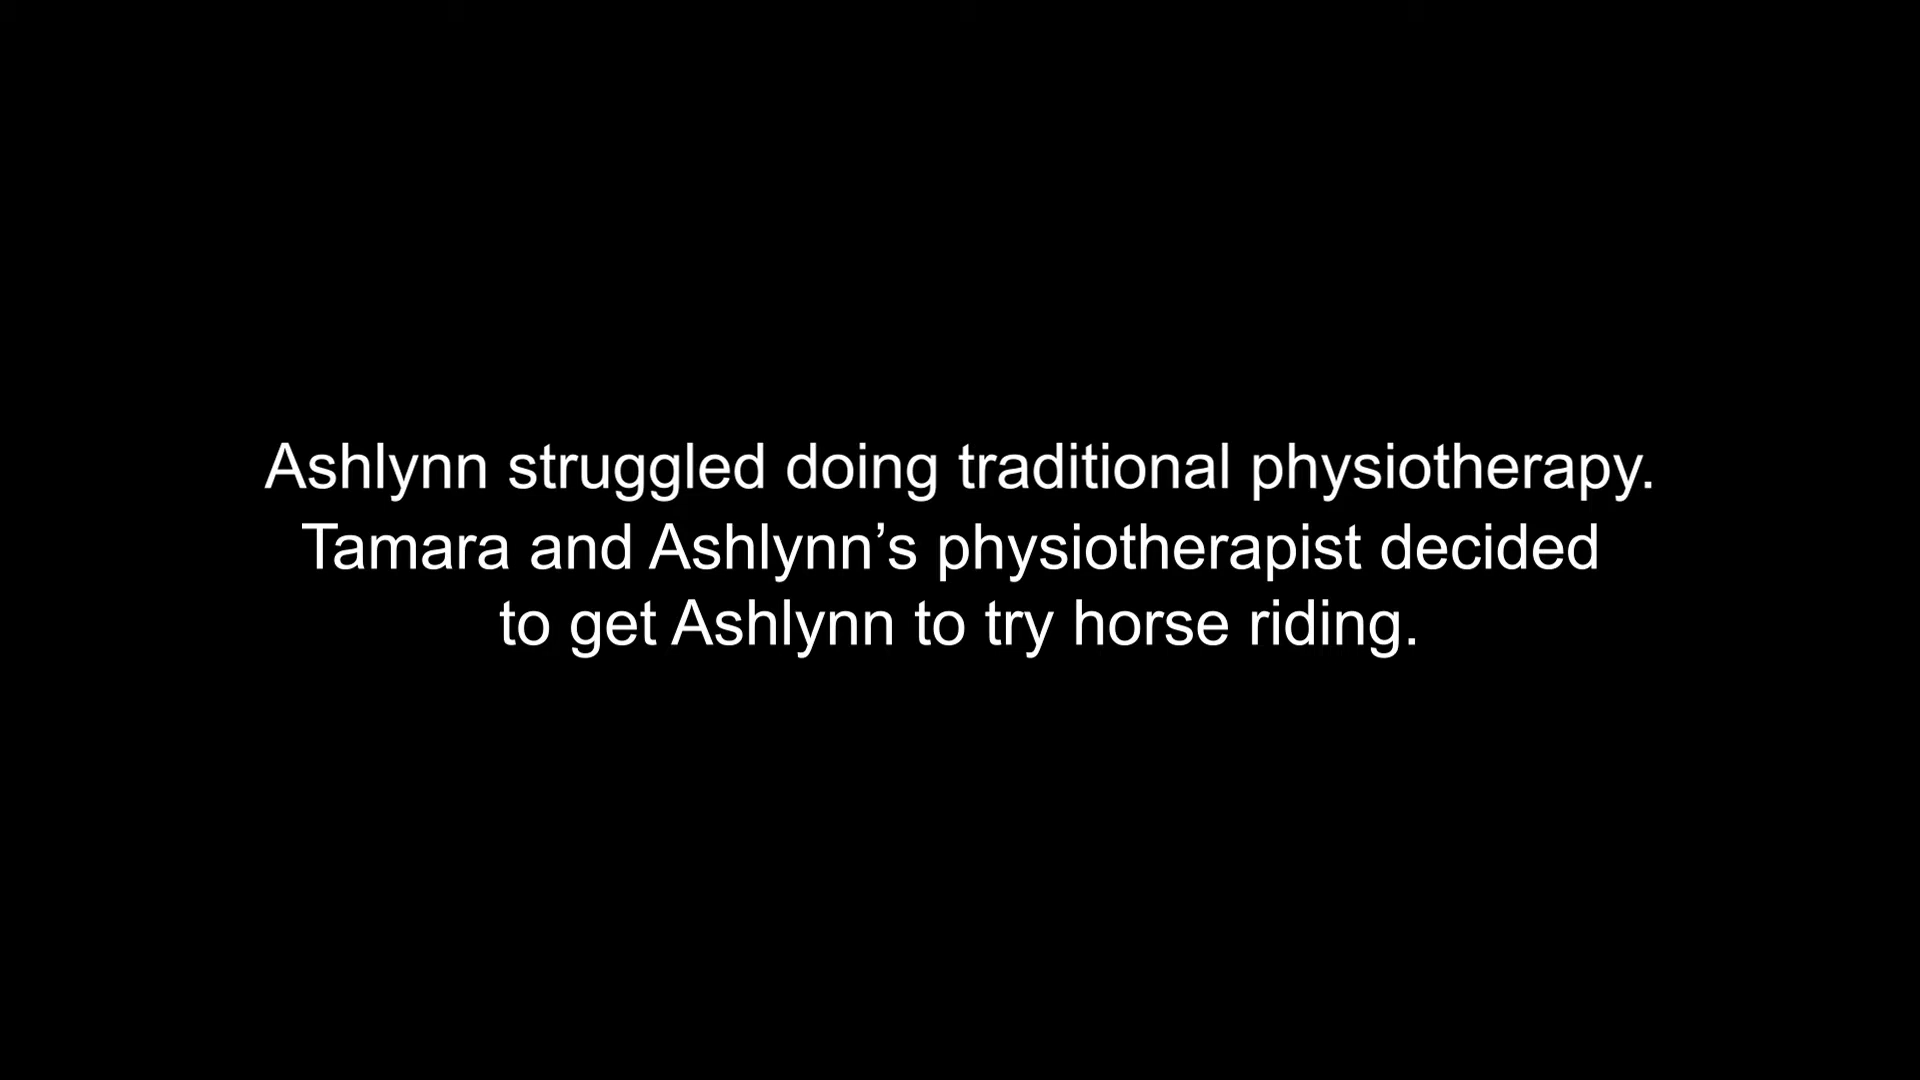 Ashlynn struggled doing traditional physiotherapy.
Tamara and Ashlynn’s physiotherapist decided
to get Ashlynn to try horse riding.